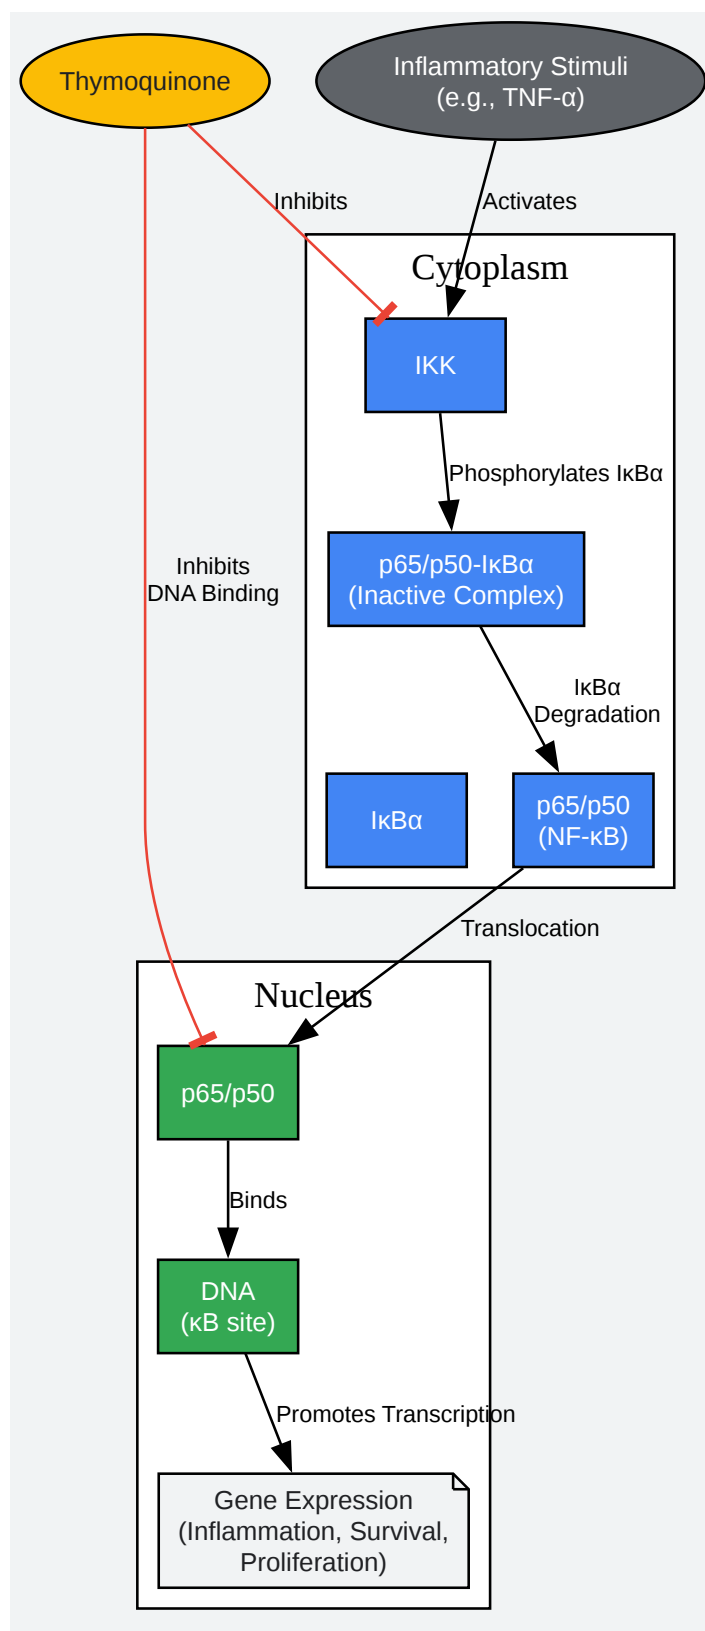 Thymoquinone
Inflammatory Stimuli
(e.g., TNF-α)
Inhibits
Activates
Cytoplasm
IKK
Phosphorylates IκBα
p65/p50-IκBα
(Inactive Complex)
Inhibits
DNA Binding
IκBα
Degradation
IκBα
p65/p50
(NF-κB)
Translocation
Nucleus
p65/p50
Binds
DNA
(κB site)
Promotes Transcription
Gene Expression
(Inflammation, Survival,
Proliferation)